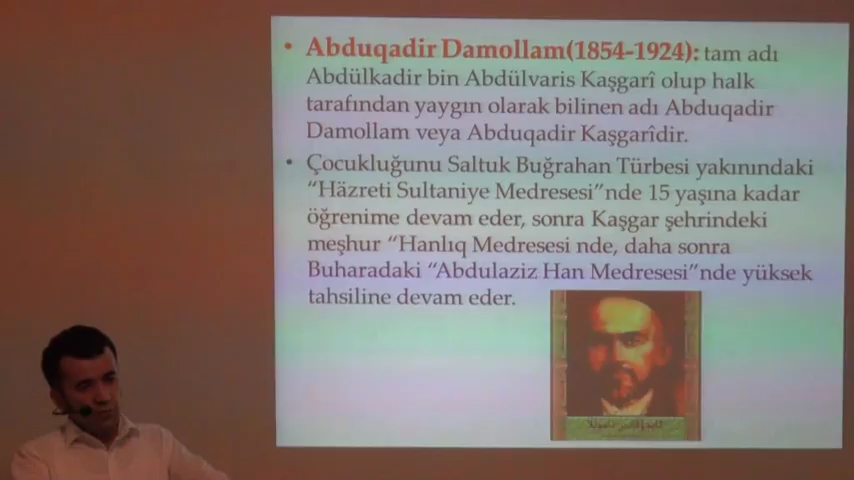 • Abduqadir Damollam(1854-1924): tam adı
Abdülkadir bin Abdülvaris Kaşgarî olup halk
tarafından yaygın olarak bilinen adı Abduqadir
Damollam veya Abduqadir Kaşgarîdir.
• Çocukluğunu Saltuk Buğrahan Türbesi yakınındaki
“Häzreti Sultaniye Medresesi”nde 15 yaşına kadar
öğrenime devam eder, sonra Kaşgar şehrindeki
meşhur “Hanlıq Medresesi nde, daha sonra
Buharadaki “Abdulaziz Han Medresesi”nde yüksek
tahsiline devam eder.